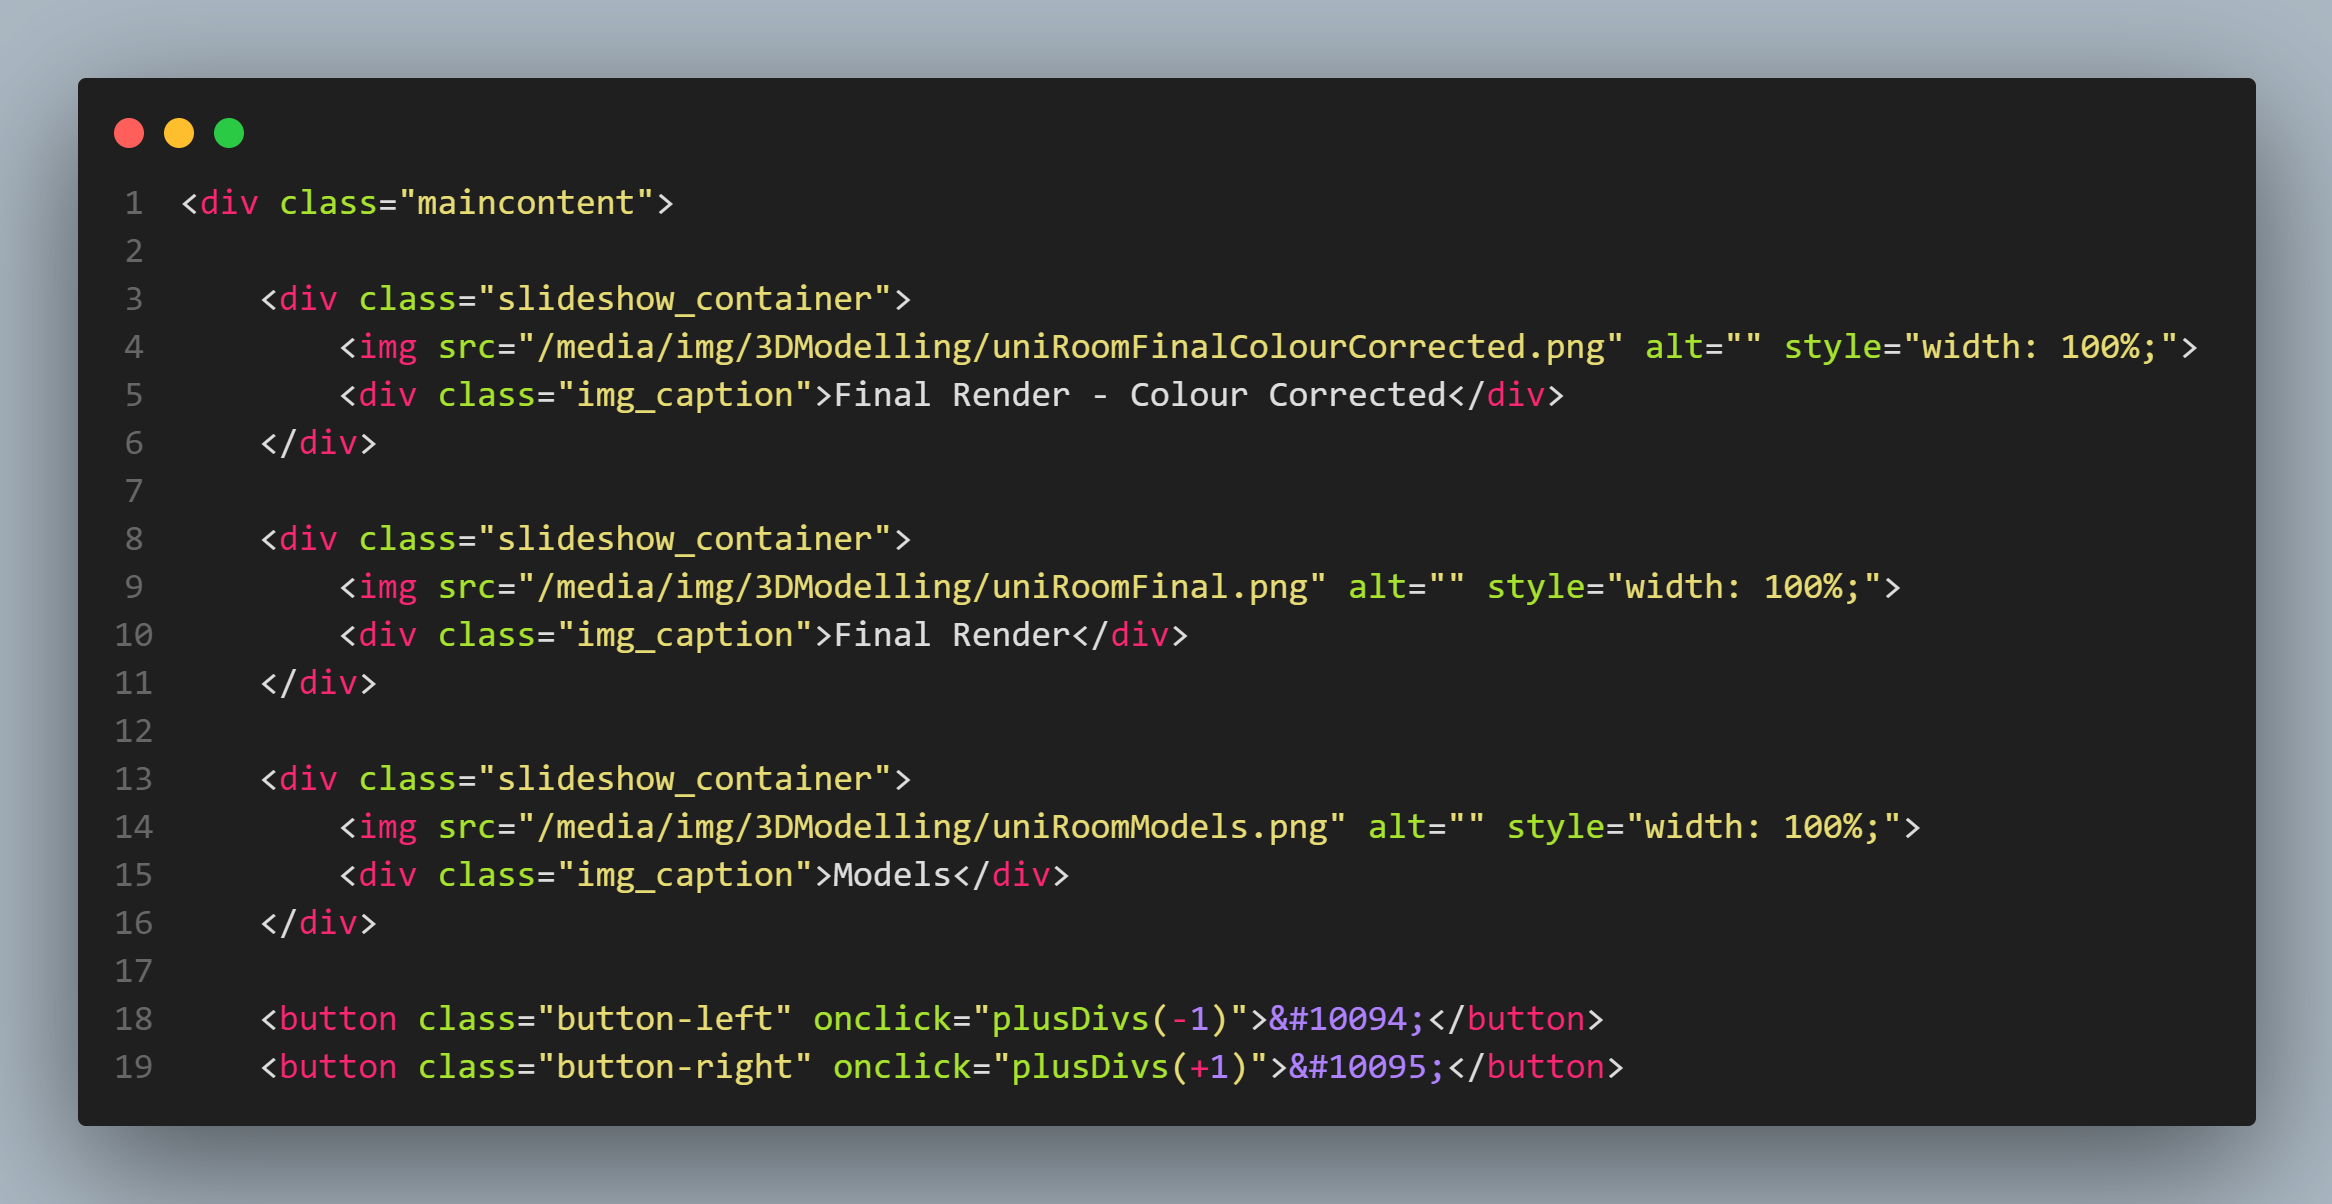 1 <div class="maincontent">
2
3     <div class="slideshow_container">
4         <img src="/media/img/3DModelling/uniRoomFinalColourCorrected.png" alt="" style="width: 100%;">
5         <div class="img_caption">Final Render - Colour Corrected</div>
6     </div>
7
8     <div class="slideshow_container">
9         <img src="/media/img/3DModelling/uniRoomFinal.png" alt="" style="width: 100%;">
10         <div class="img_caption">Final Render</div>
11     </div>
12
13     <div class="slideshow_container">
14         <img src="/media/img/3DModelling/uniRoomModels.png" alt="" style="width: 100%;">
15         <div class="img_caption">Models</div>
16     </div>
17
18     <button class="button-left" onclick="plusDivs(-1)">&#10094;</button>
19     <button class="button-right" onclick="plusDivs(+1)">&#10095;</button>